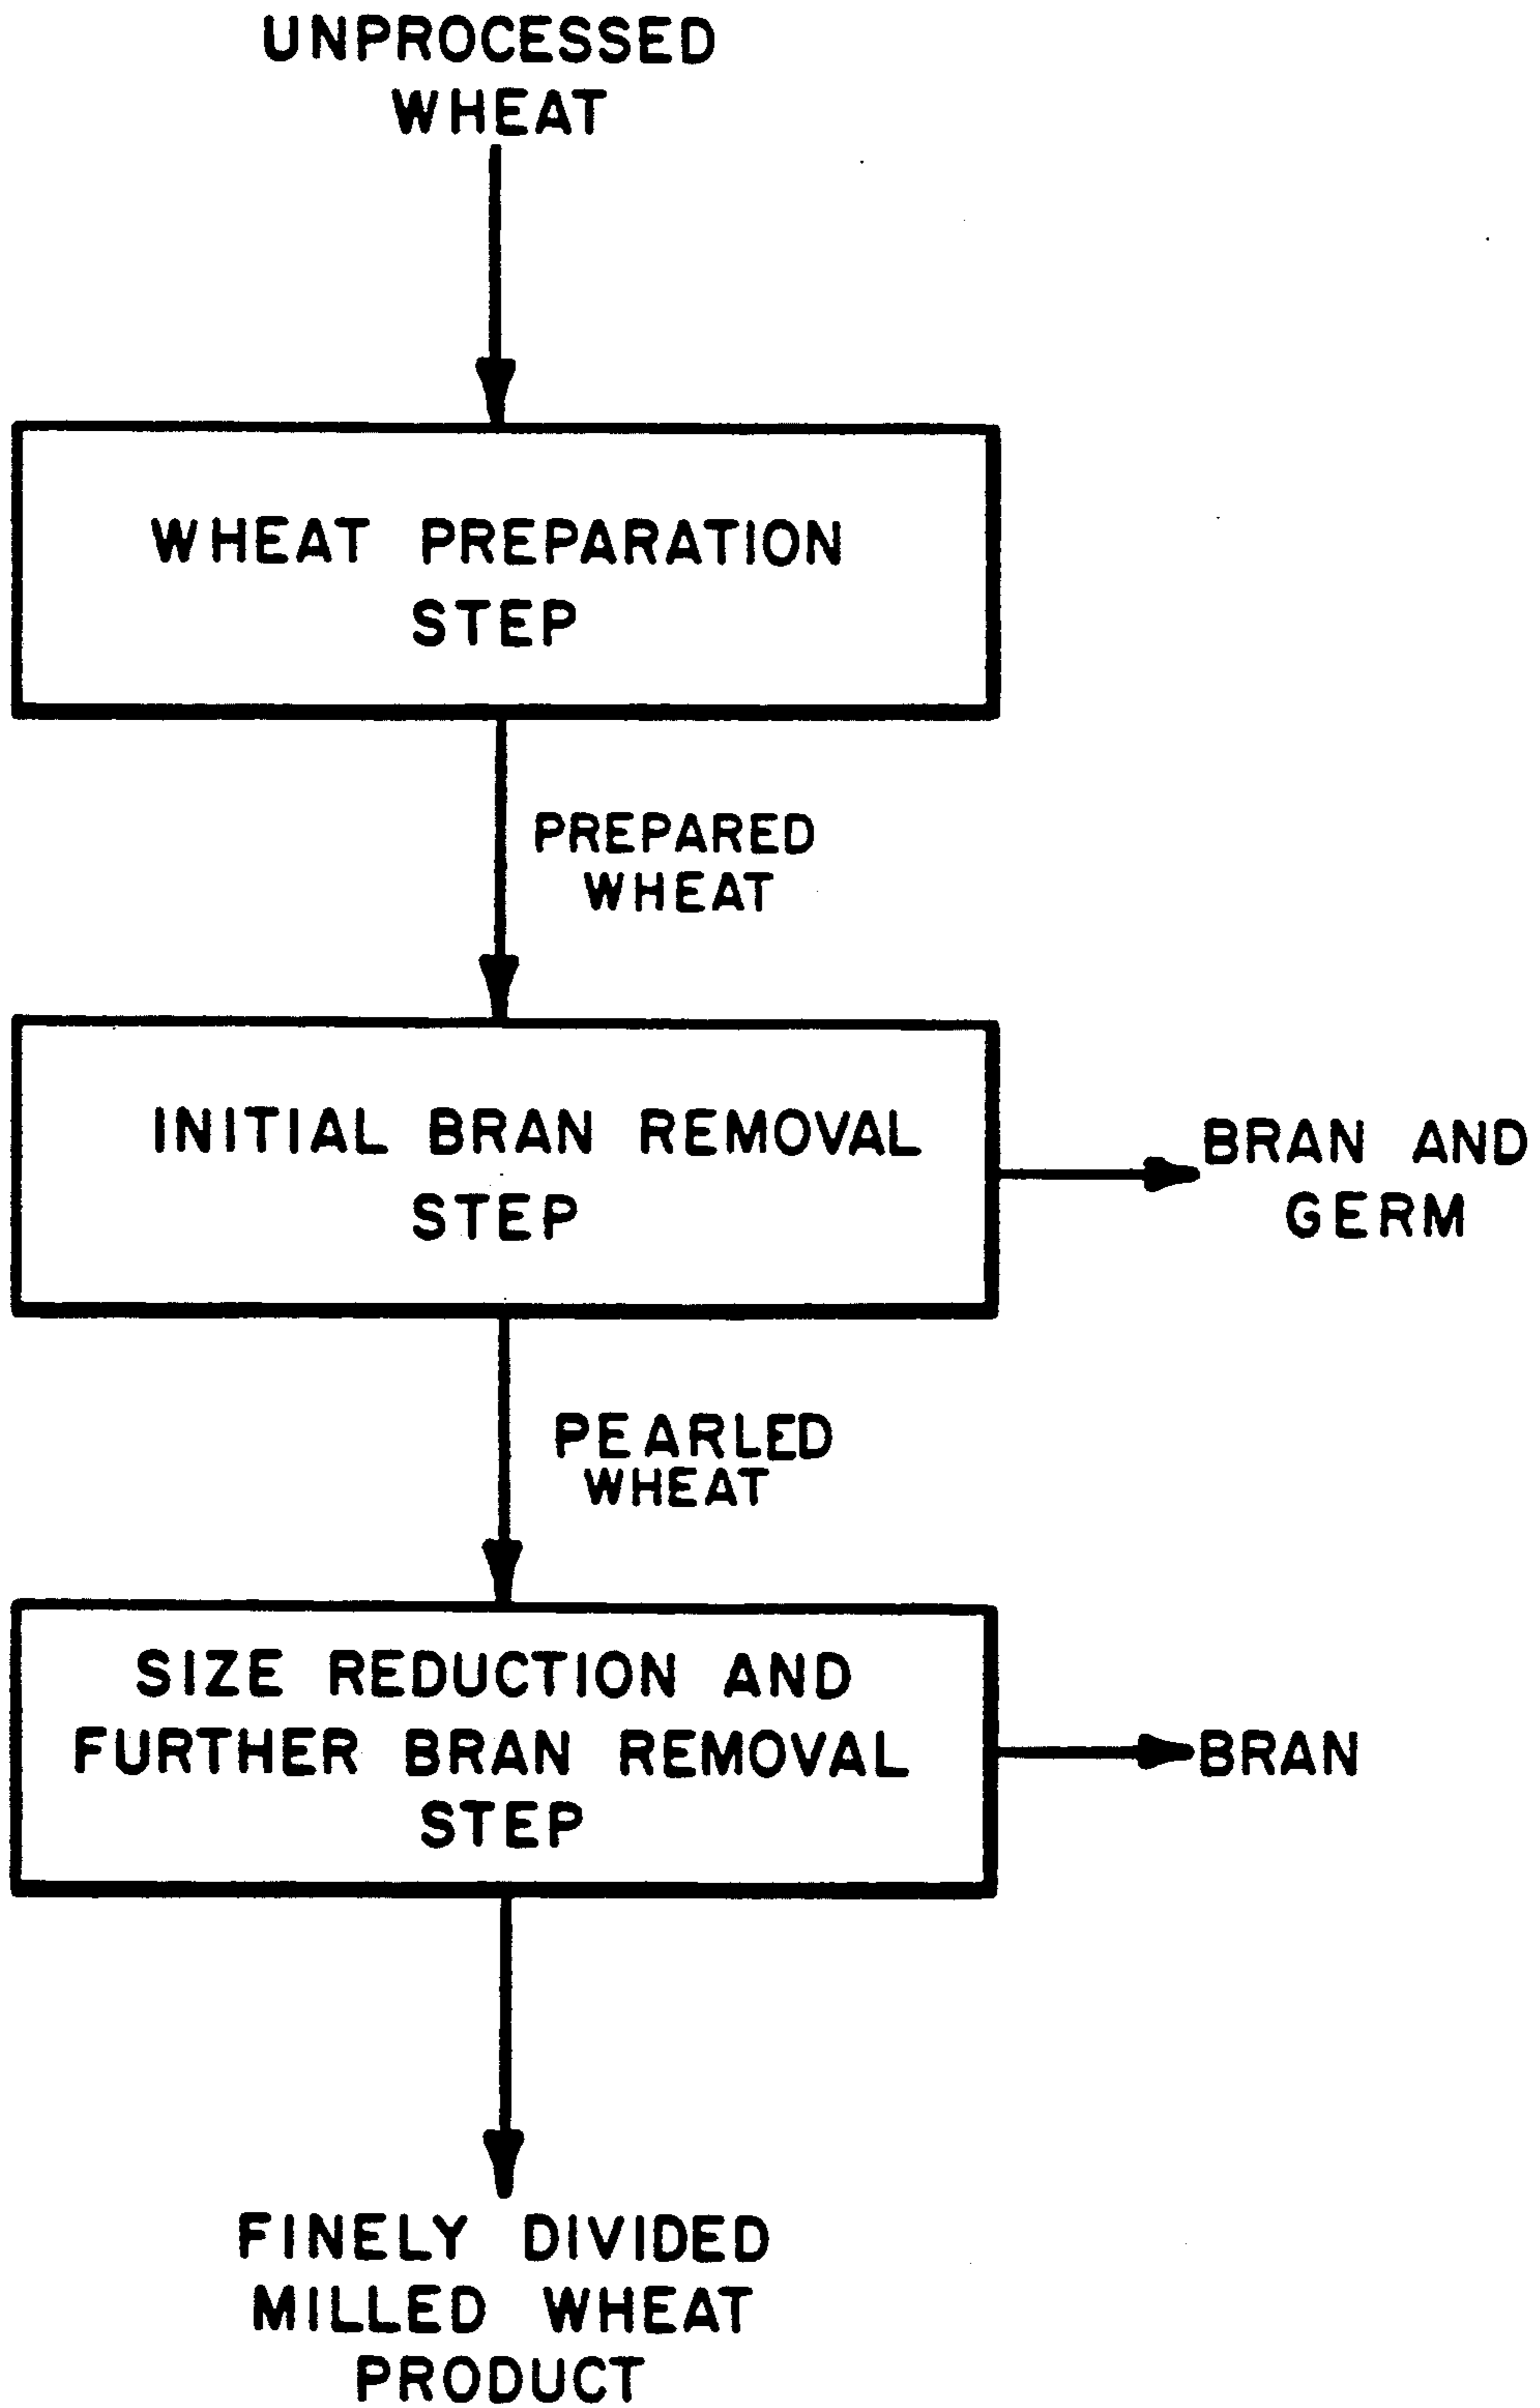 UNPROCESSED
WHEAT
WHEAT PREPARATION
STEP
PREPARED
WHEAT
INITIAL BRAN REMOVAL
STEP
BRAN AND
GERM
PEARLED
WHEAT
SIZE REDUCTION AND
FURTHER BRAN REMOVAL
STEP
BRAN
FINELY DIVIDED
MILLED WHEAT
PRODUCT